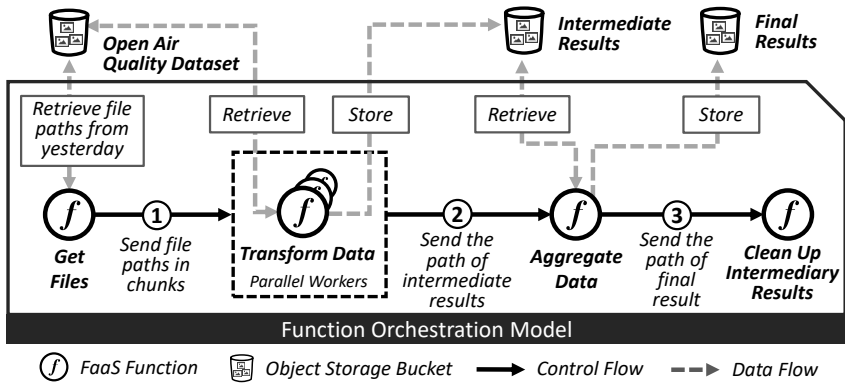 Open Air
Quality Dataset
Intermediate
Results
Final
Results
Retrieve file
paths from
yesterday
Retrieve
Store
Retrieve
Store
f
Get
Files
1
Send file
paths in
chunks
f
f
f
Transform Data
Parallel Workers
2
Send the
path of
intermediate
results
f
Aggregate
Data
3
Send the
path of
final
result
f
Clean Up
Intermediary
Results
Function Orchestration Model
f FaaS Function
Object Storage Bucket
Control Flow
Data Flow